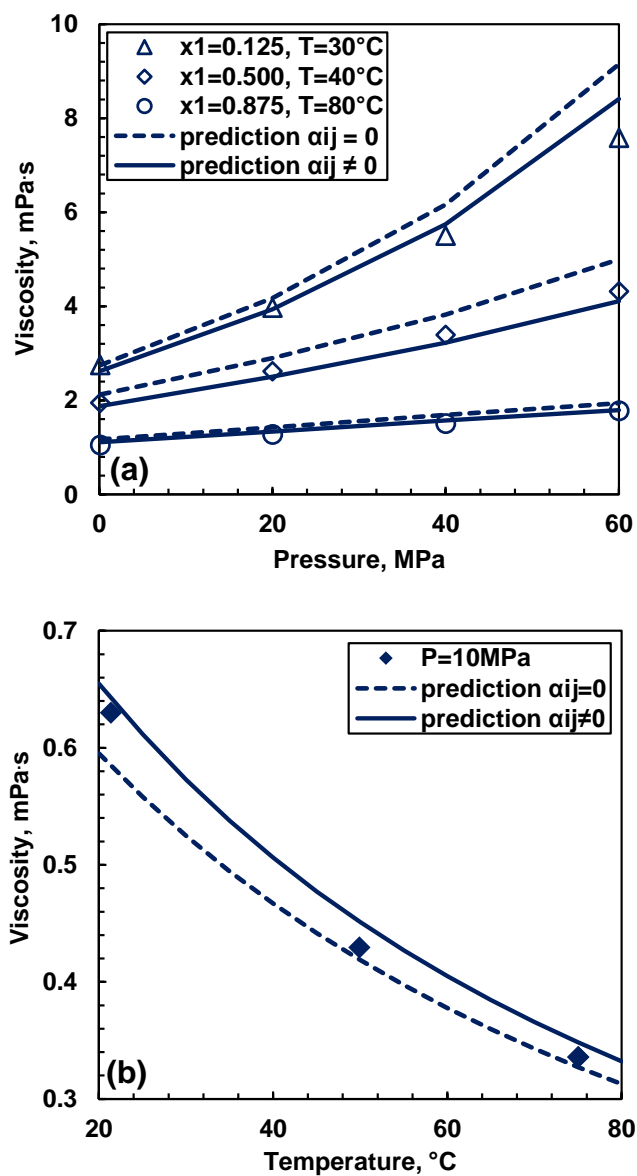 10
8
6
4
2
0
Viscosity, mPa·s
x1=0.125, T=30°C
x1=0.500, T=40°C
x1=0.875, T=80°C
prediction αij = 0
prediction αij ≠ 0
(a)
0 20 40 60
Pressure, MPa
0.7
0.6
0.5
0.4
0.3
Viscosity, mPa·s
P=10MPa
prediction αij=0
prediction αij≠0
(b)
20 40 60 80
Temperature, °C